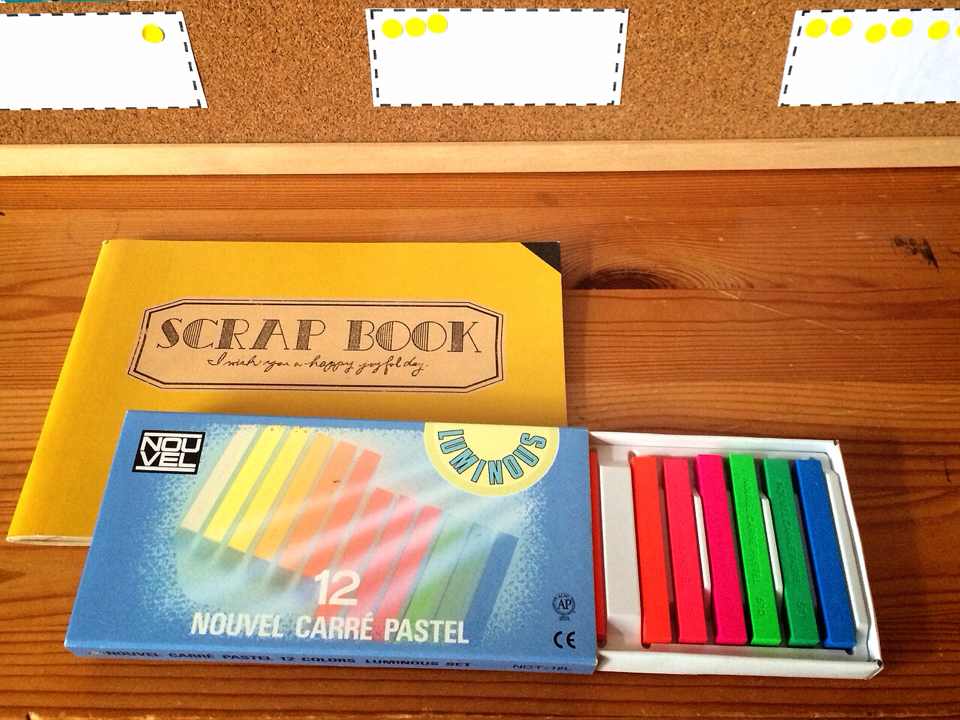 SCRAP BOOK
I wish you a happy joyful day.
NOU
VEL
LUMINOUS
12
NOUVEL CARRÉ PASTEL
AP
CE
NOUVEL CARRÉ PASTEL 12 COLORS LUMINOUS SET